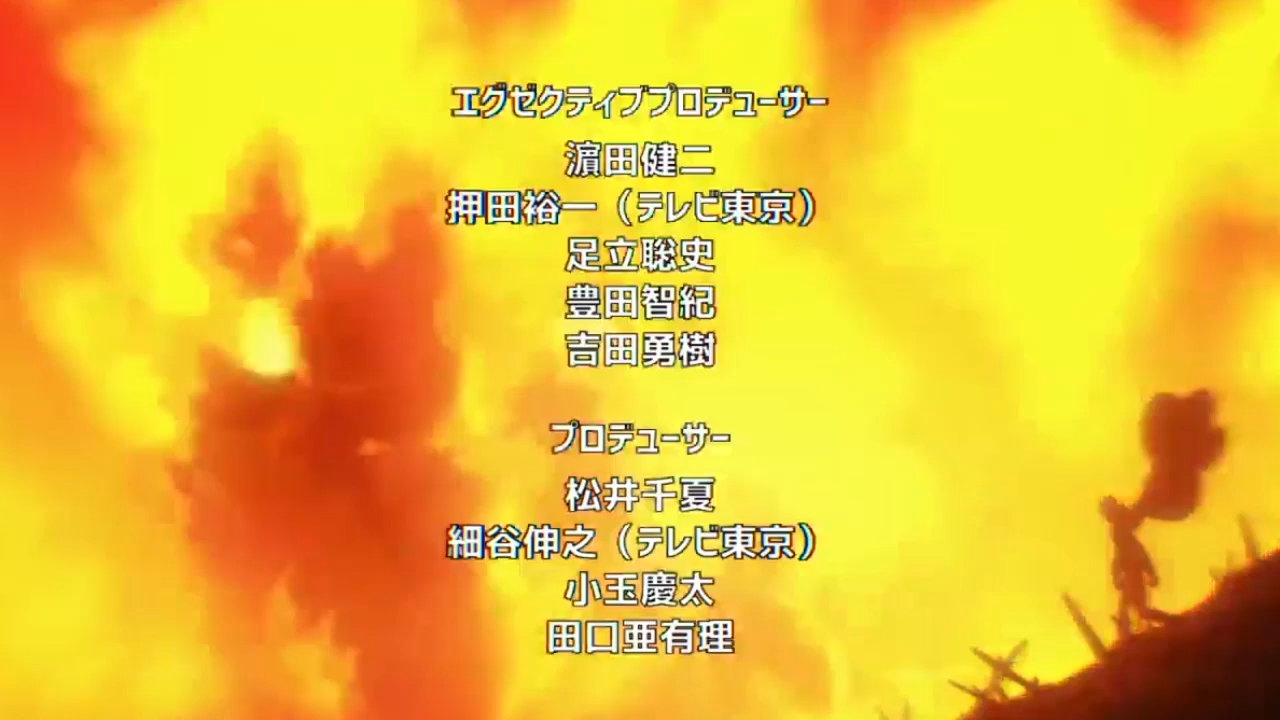 エグゼクティブプロデューサー
濵田健二
押田裕一（テレビ東京）
足立聡史
豊田智紀
吉田勇樹
プロデューサー
松井千夏
細谷伸之（テレビ東京）
小玉慶太
田口亜有理